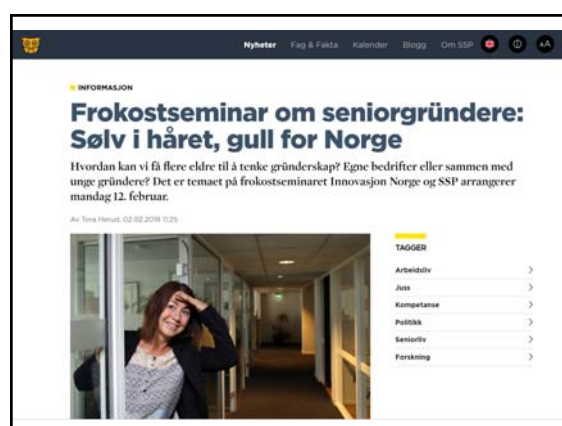 Nyheter Fag & Fakta Kalender Blogg Om SSP AA
INFORMASJON
Frokostseminar om seniorgründere:
Sølv i håret, gull for Norge
Hvordan kan vi få flere eldre til å tenke gründerskap? Egne bedrifter eller sammen med
unge gründere? Det er temaet på frokostseminaret Innovasjon Norge og SSP arrangerer
mandag 12. februar.
Av Tora Herud, 02.02.2018 11:25
TAGGER
Arbeidsliv
Juss
Kompetanse
Politikk
Seniorliv
Forskning